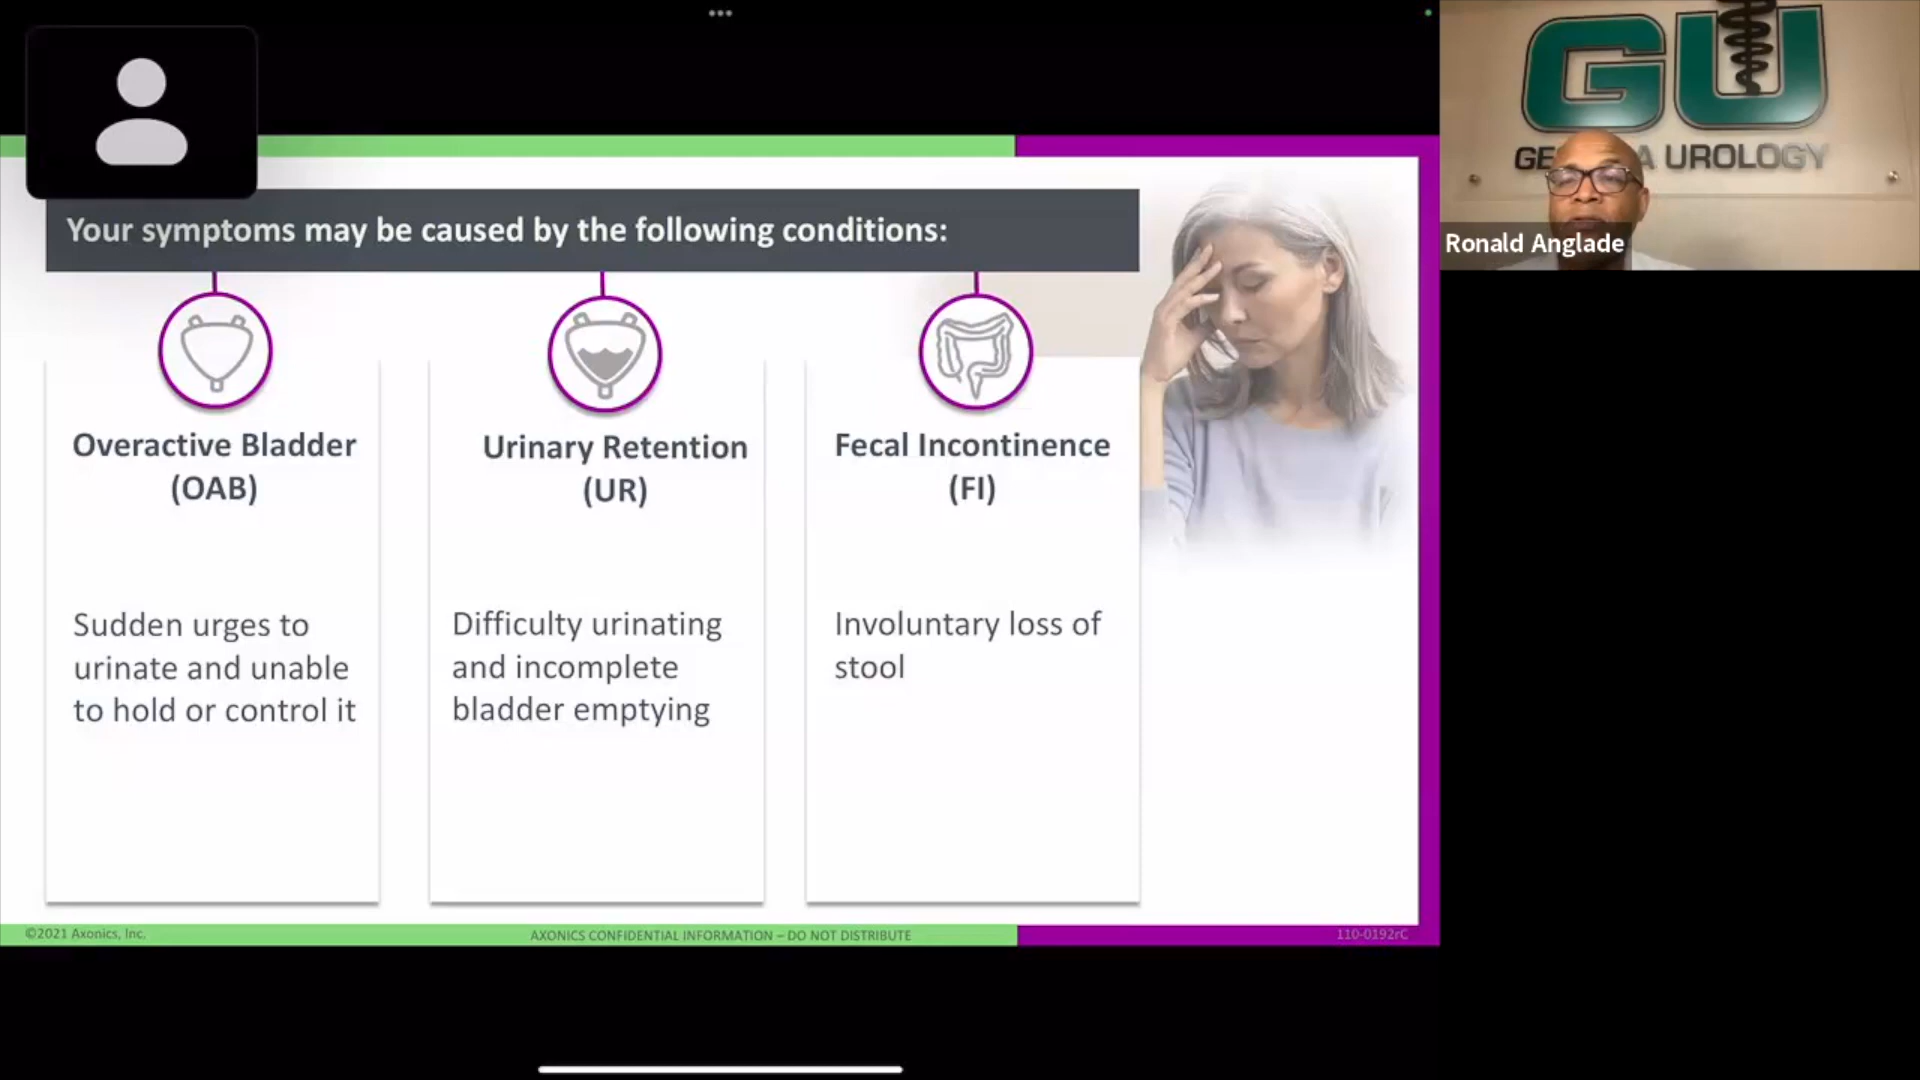 Your symptoms may be caused by the following conditions:
Overactive Bladder
(OAB)
Sudden urges to
urinate and unable
to hold or control it
Urinary Retention
(UR)
Difficulty urinating
and incomplete
bladder emptying
Fecal Incontinence
(FI)
Involuntary loss of
stool
©2021 Axonics, Inc.
AXONICS CONFIDENTIAL INFORMATION – DO NOT DISTRIBUTE
110-0192rC
GU
UROLOGY
Ronald Anglade